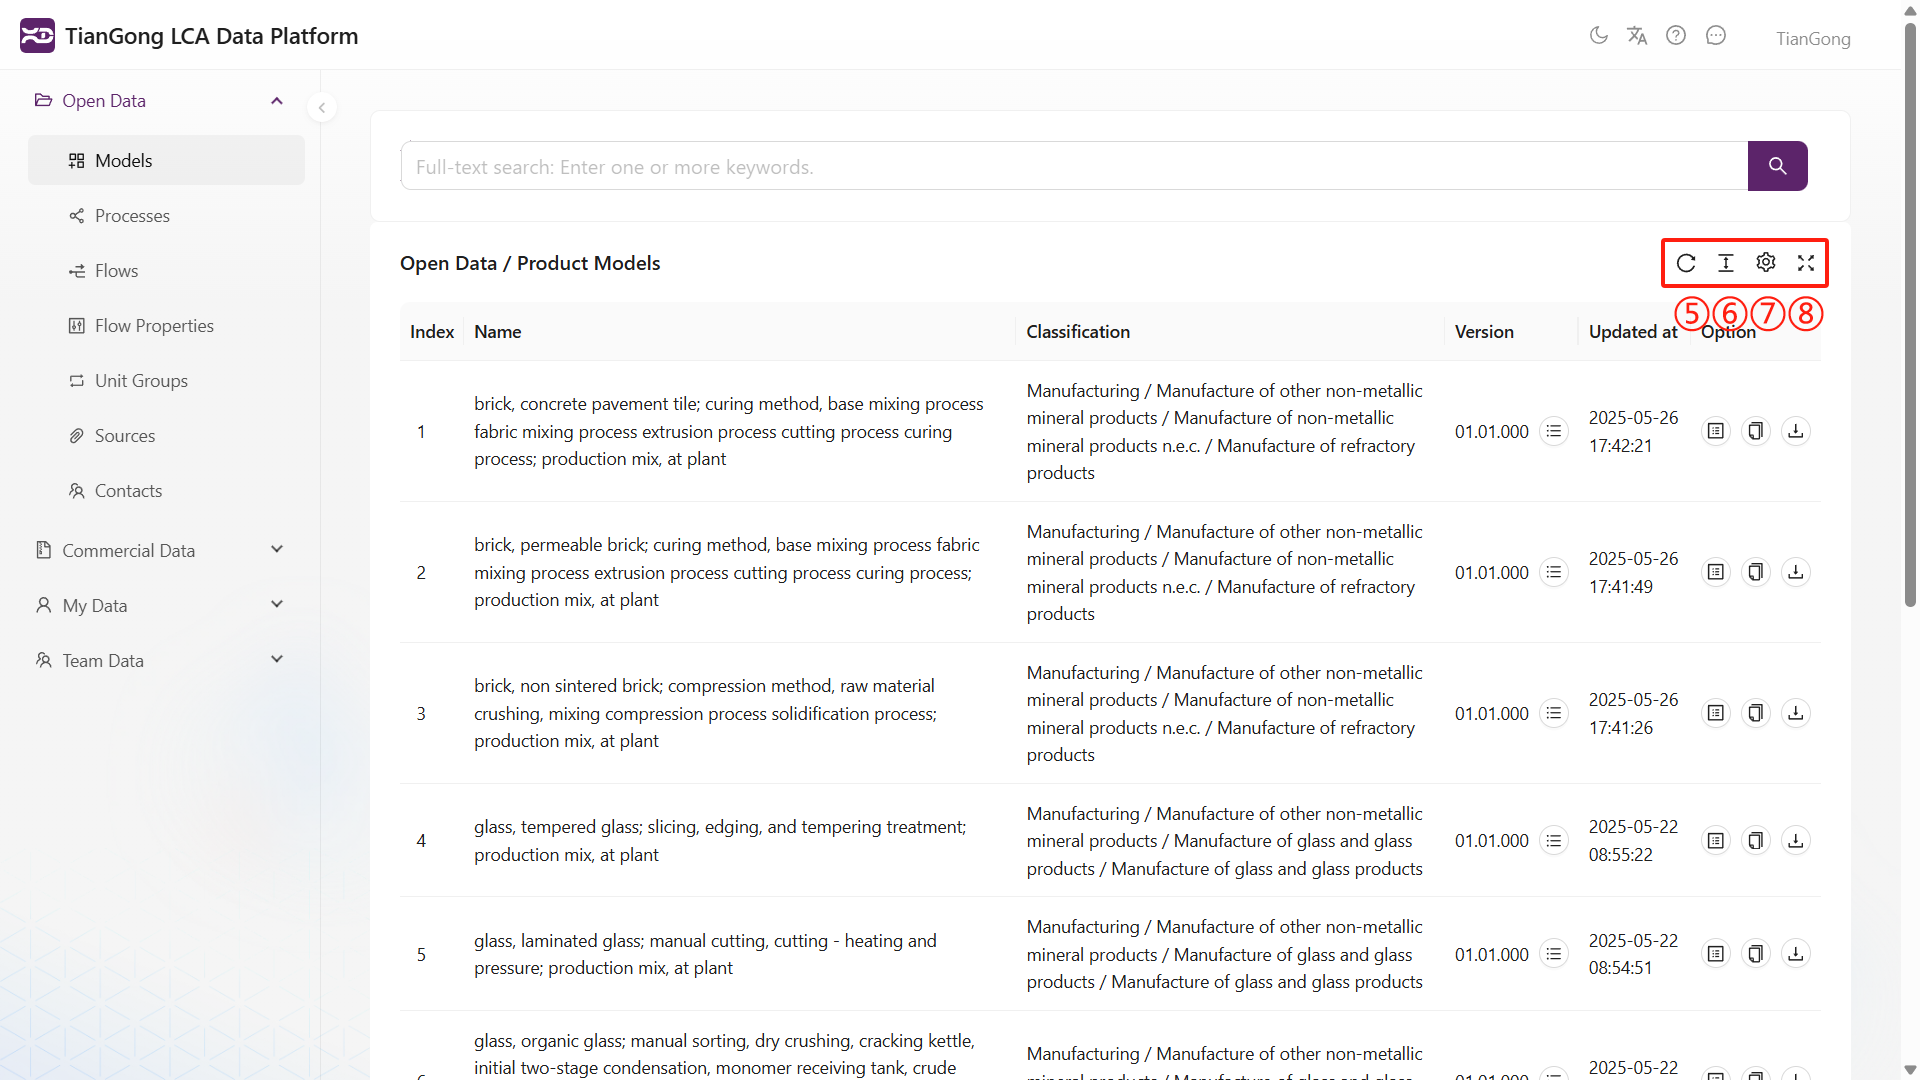 TianGong LCA Data Platform
TianGong
Open Data
Models
Processes
Flows
Flow Properties
Unit Groups
Sources
Contacts
Commercial Data
My Data
Team Data
Full-text search: Enter one or more keywords.
Open Data / Product Models
⑤⑥⑦⑧
Index Name Classification Version Updated at Option
1
brick, concrete pavement tile; curing method, base mixing process
fabric mixing process extrusion process cutting process curing
process; production mix, at plant
Manufacturing / Manufacture of other non-metallic
mineral products / Manufacture of non-metallic
mineral products n.e.c. / Manufacture of refractory
products
01.01.000
2025-05-26
17:42:21
2
brick, permeable brick; curing method, base mixing process fabric
mixing process extrusion process cutting process curing process;
production mix, at plant
Manufacturing / Manufacture of other non-metallic
mineral products / Manufacture of non-metallic
mineral products n.e.c. / Manufacture of refractory
products
01.01.000
2025-05-26
17:41:49
3
brick, non sintered brick; compression method, raw material
crushing, mixing compression process solidification process;
production mix, at plant
Manufacturing / Manufacture of other non-metallic
mineral products / Manufacture of non-metallic
mineral products n.e.c. / Manufacture of refractory
products
01.01.000
2025-05-26
17:41:26
4
glass, tempered glass; slicing, edging, and tempering treatment;
production mix, at plant
Manufacturing / Manufacture of other non-metallic
mineral products / Manufacture of glass and glass
products / Manufacture of glass and glass products
01.01.000
2025-05-22
08:55:22
5
glass, laminated glass; manual cutting, cutting - heating and
pressure; production mix, at plant
Manufacturing / Manufacture of other non-metallic
mineral products / Manufacture of glass and glass
products / Manufacture of glass and glass products
01.01.000
2025-05-22
08:54:51
glass, organic glass; manual sorting, dry crushing, cracking kettle,
initial two-stage condensation, monomer receiving tank, crude
Manufacturing / Manufacture of other non-metallic
2025-05-22